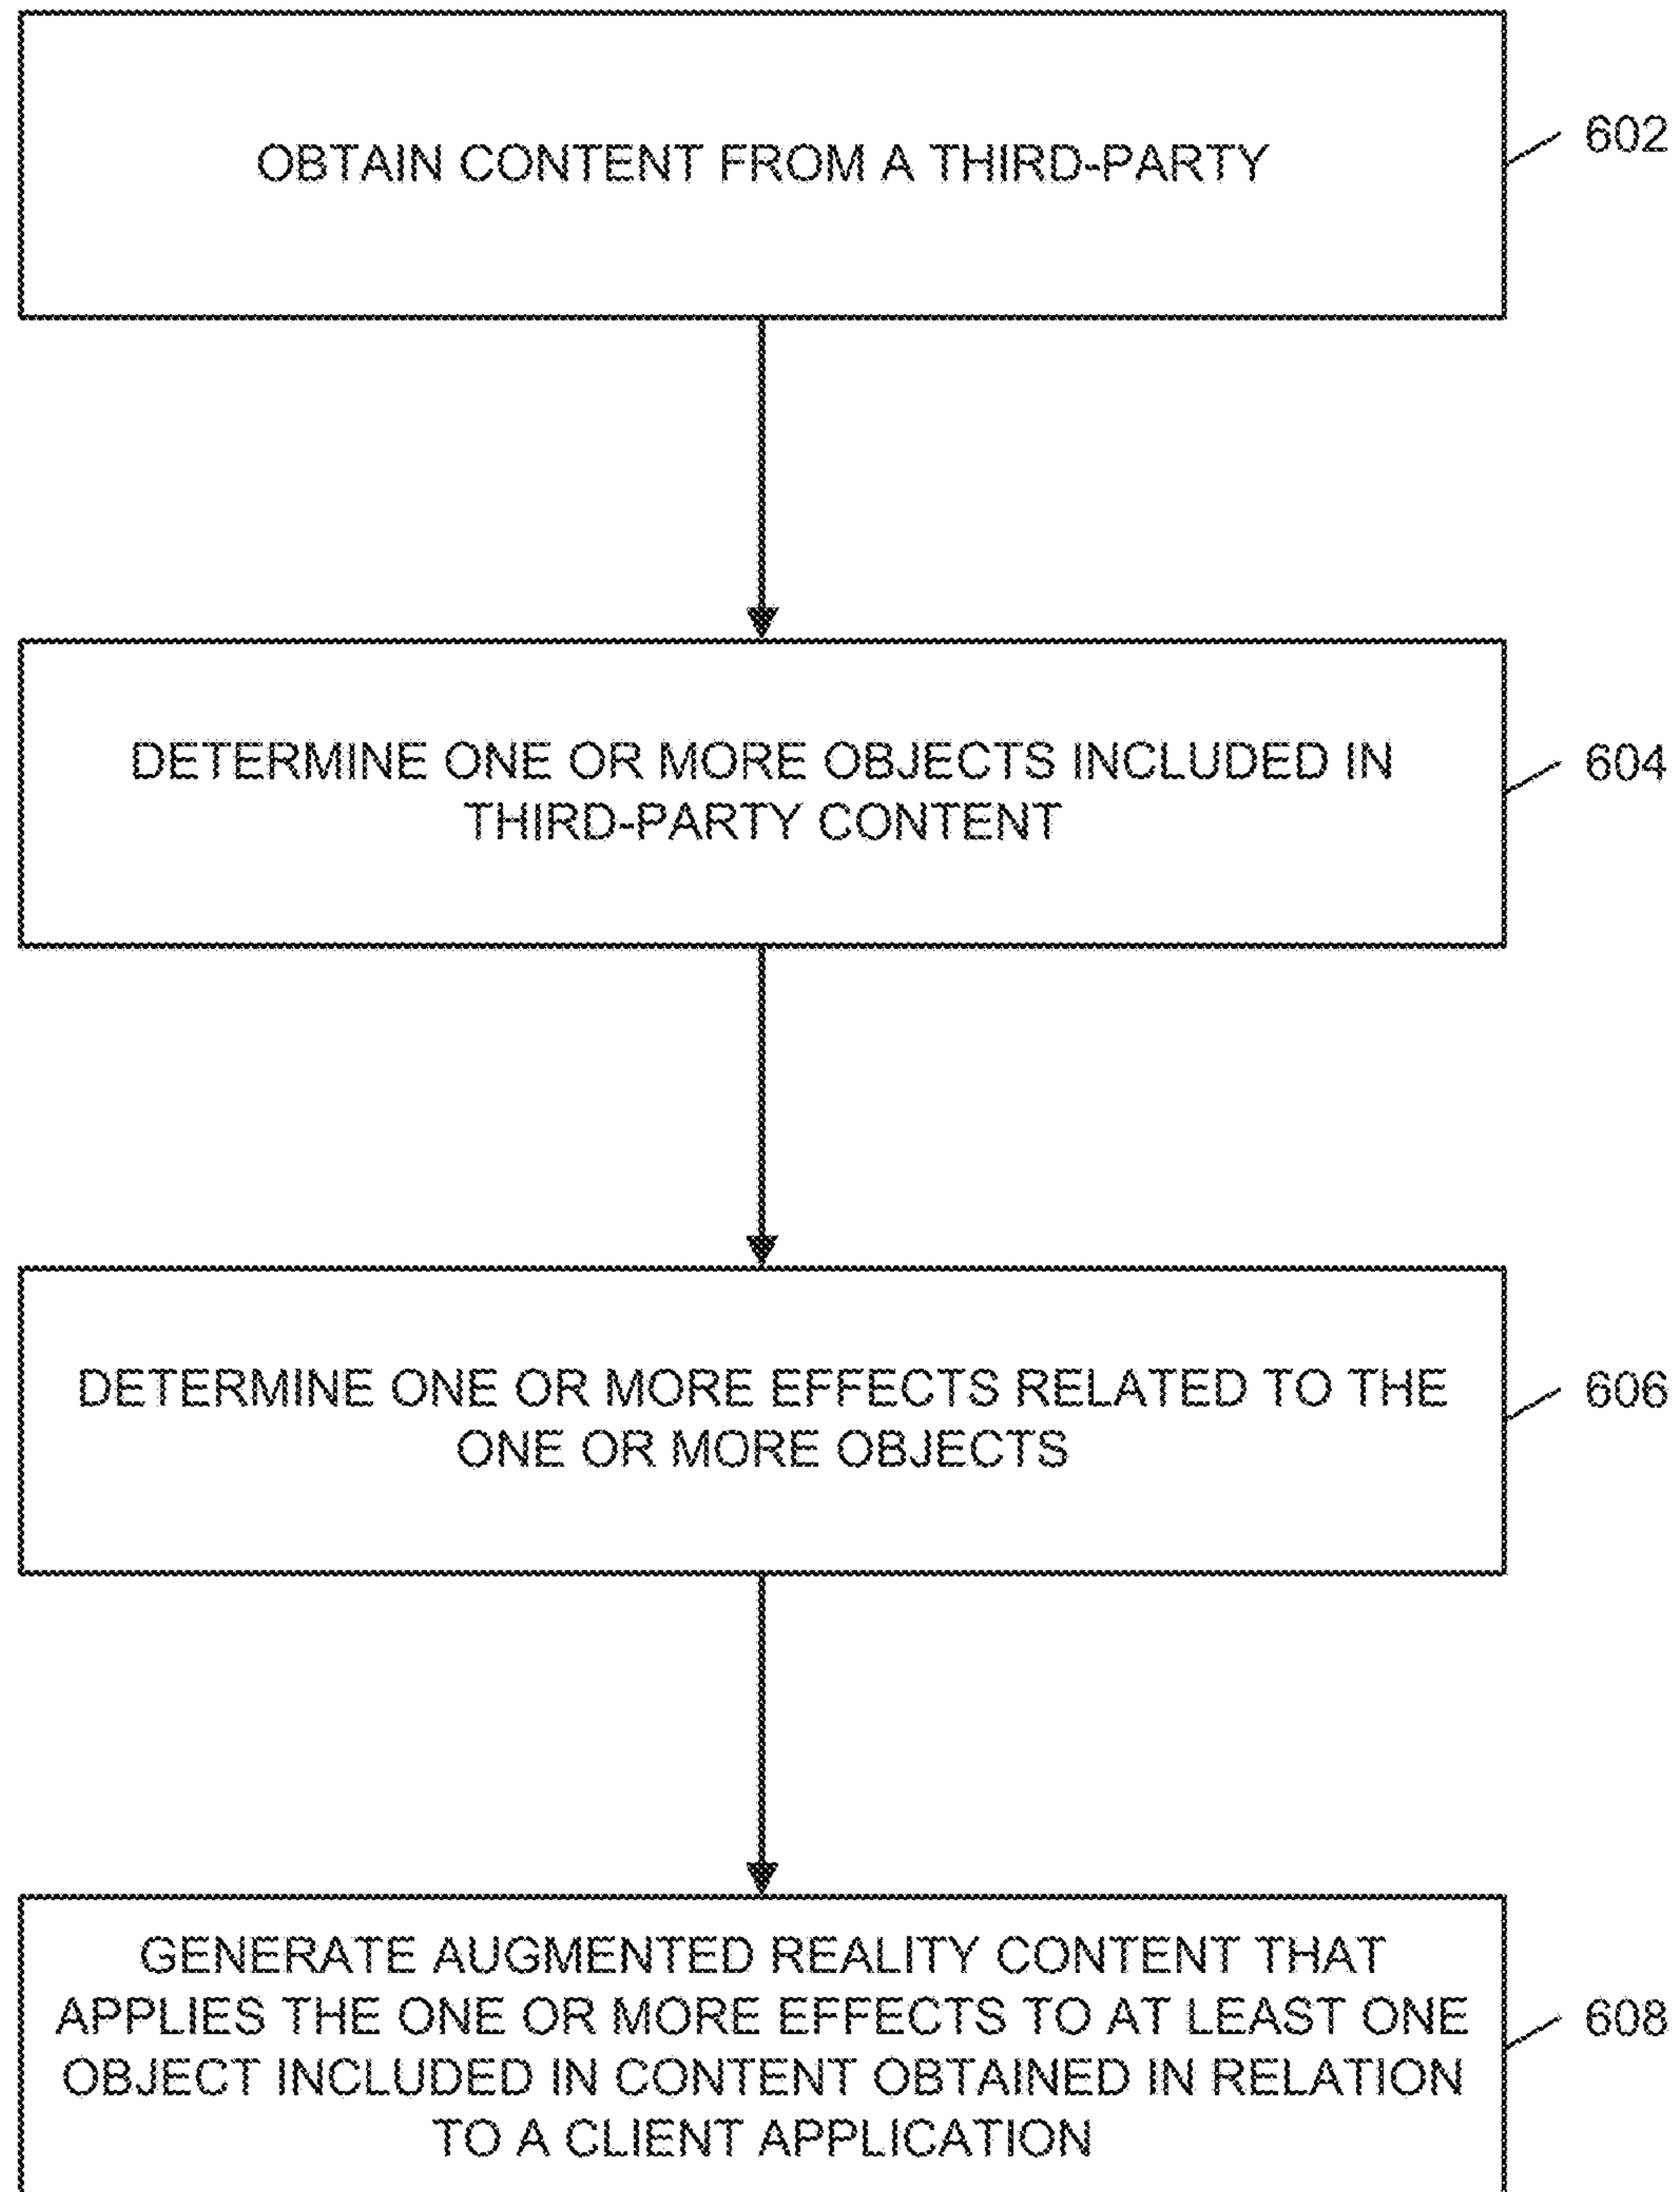 OBTAIN CONTENT FROM A THIRD-PARTY
602
DETERMINE ONE OR MORE OBJECTS INCLUDED IN
THIRD-PARTY CONTENT
604
DETERMINE ONE OR MORE EFFECTS RELATED TO THE
ONE OR MORE OBJECTS
606
GENERATE AUGMENTED REALITY CONTENT THAT
APPLIES THE ONE OR MORE EFFECTS TO AT LEAST ONE
OBJECT INCLUDED IN CONTENT OBTAINED IN RELATION
TO A CLIENT APPLICATION
608